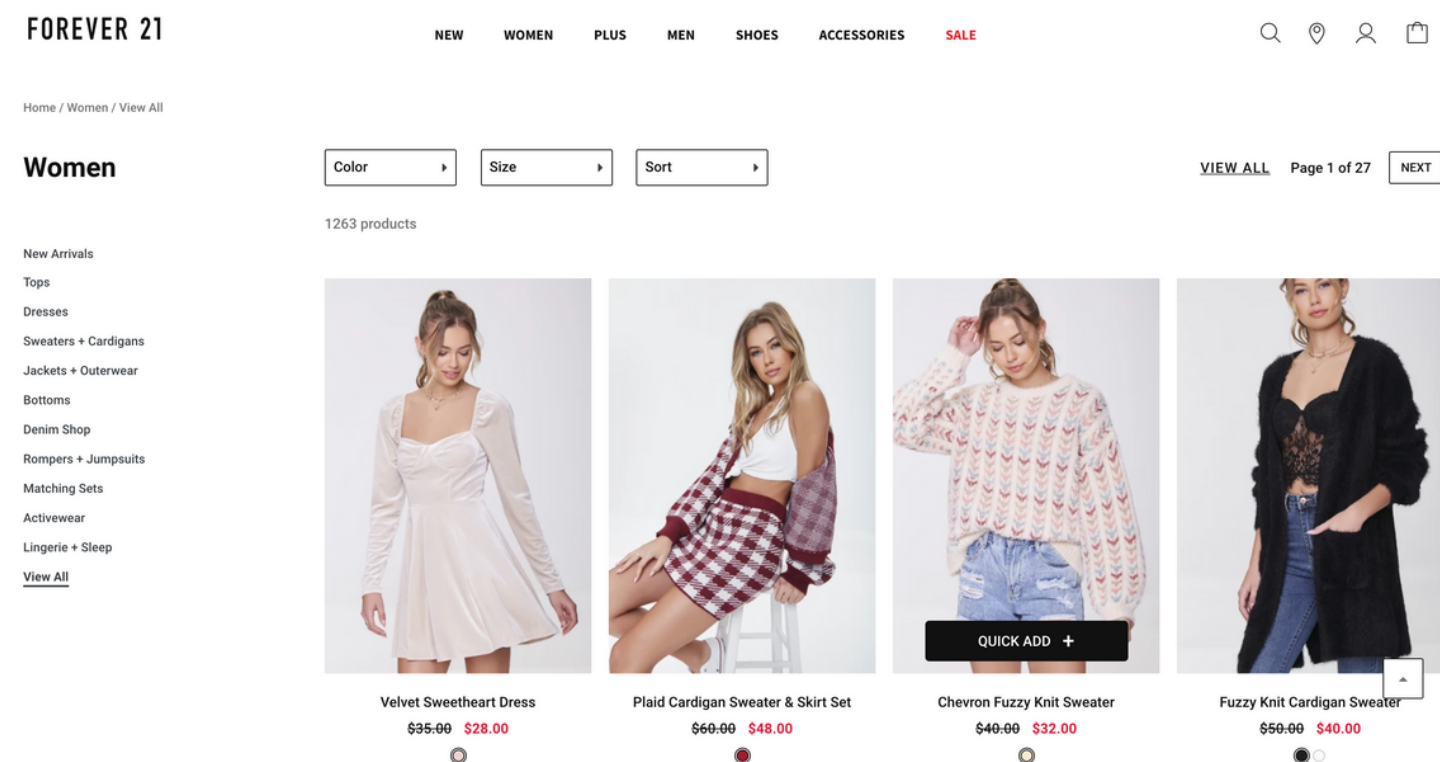 FOREVER 21
NEW WOMEN PLUS MEN SHOES ACCESSORIES SALE
Home / Women / View All
Women
Color Size Sort VIEW ALL Page 1 of 27 NEXT
1263 products
New Arrivals
Tops
Dresses
Sweaters + Cardigans
Jackets + Outerwear
Bottoms
Denim Shop
Rompers + Jumpsuits
Matching Sets
Activewear
Lingerie + Sleep
View All
QUICK ADD +
Velvet Sweetheart Dress
$35.00 $28.00
Plaid Cardigan Sweater & Skirt Set
$60.00 $48.00
Chevron Fuzzy Knit Sweater
$40.00 $32.00
Fuzzy Knit Cardigan Sweater
$50.00 $40.00